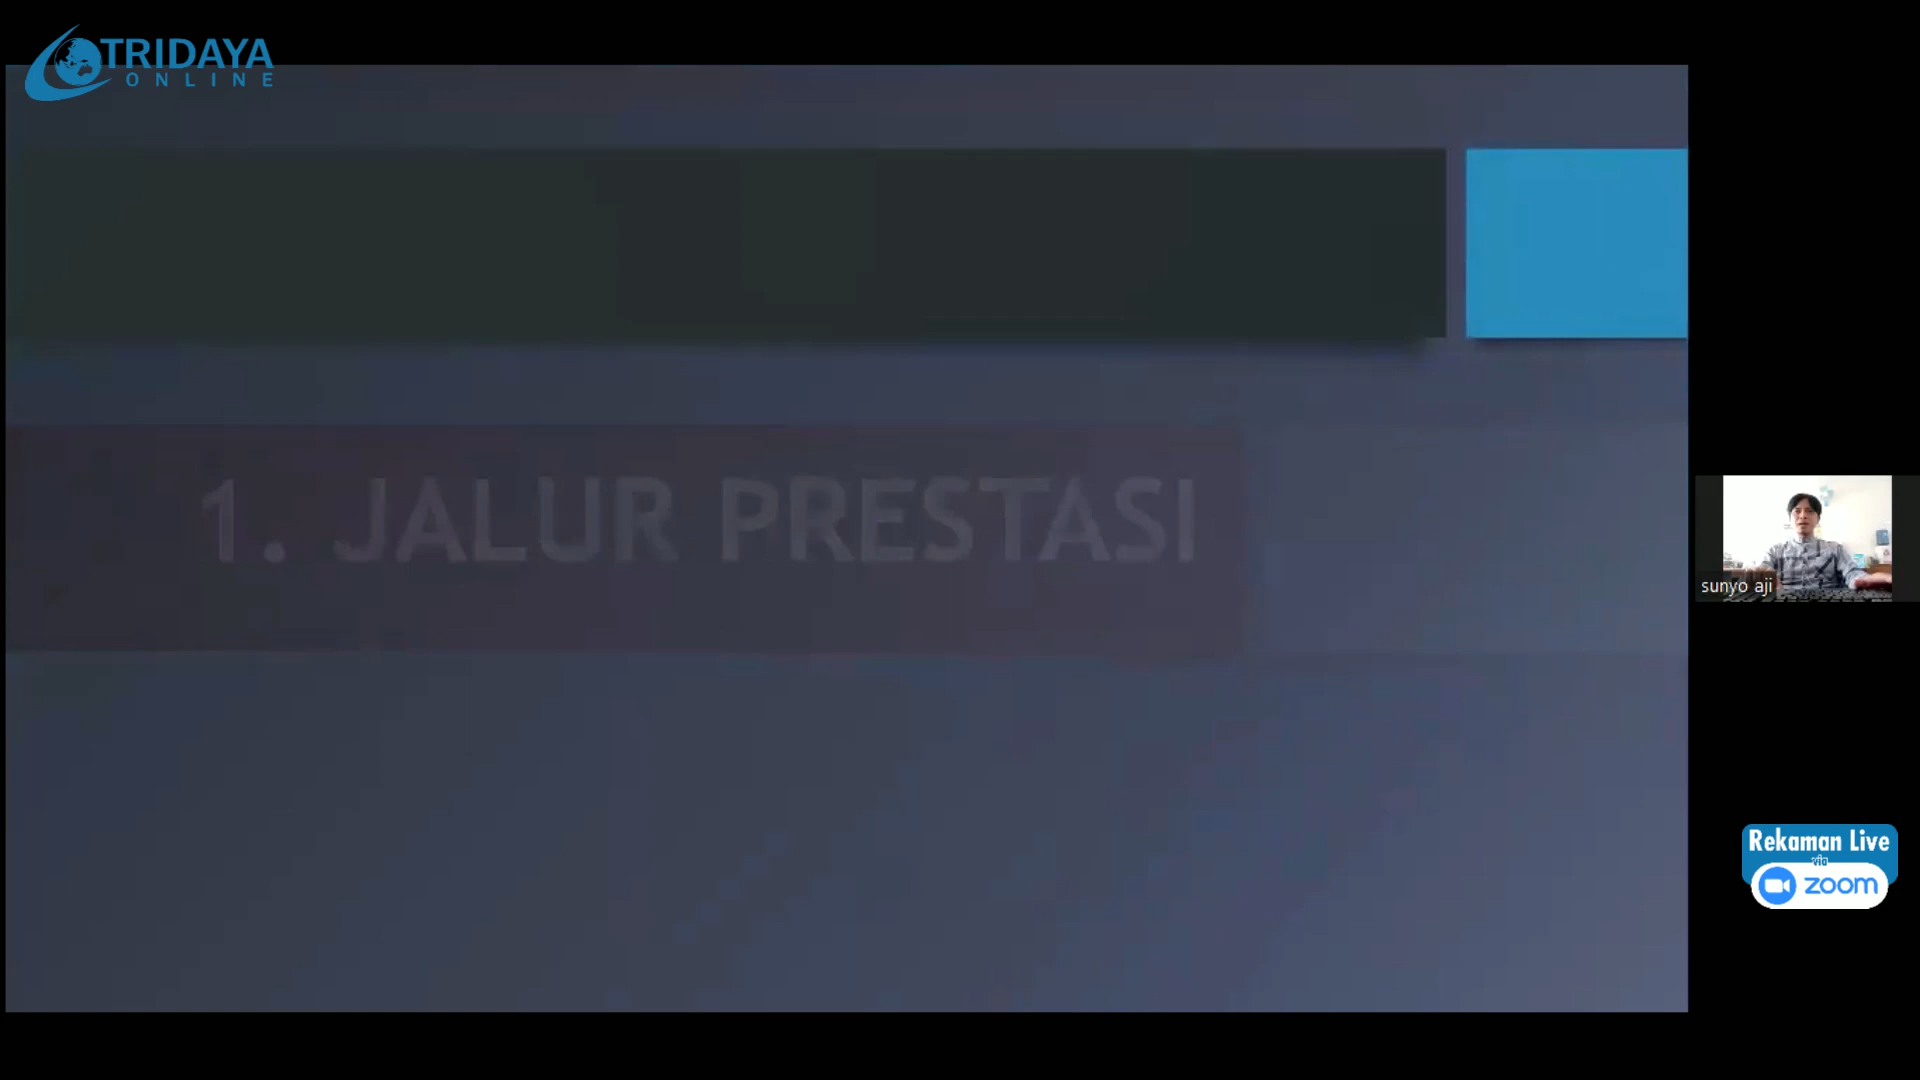 TRIDAYA
ONLINE
1. JALUR PRESTASI
sunyo aji
Rekaman Live
via
zoom